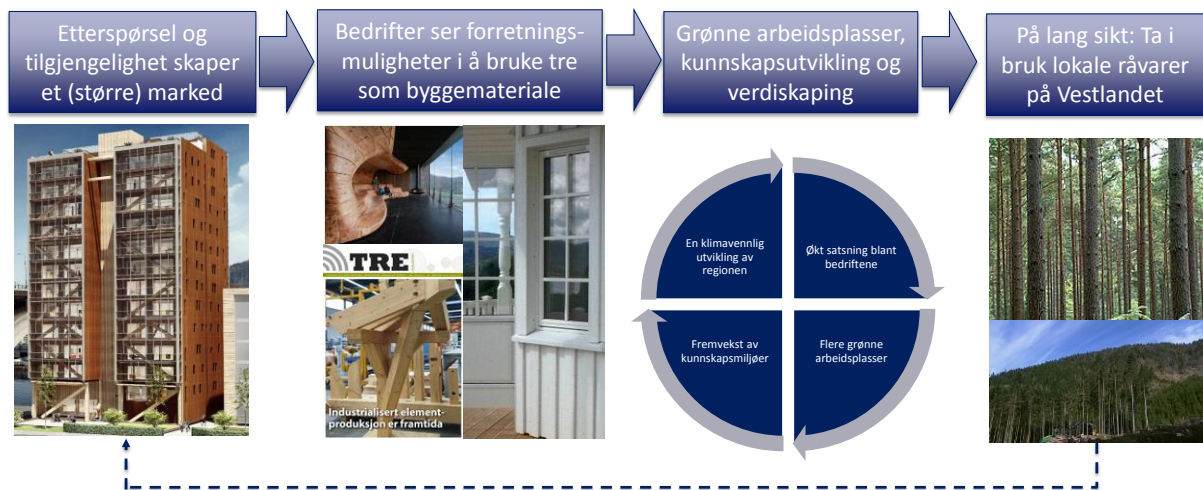 Etterspørsel og
tilgjengelighet skaper
et (større) marked
Bedrifter ser forretnings-
muligheter i å bruke tre
som byggemateriale
Grønne arbeidsplasser,
kunnskapsutvikling og
verdiskaping
På lang sikt: Ta i
bruk lokale råvarer
på Vestlandet
TRE
Industrialisert element-
produksjon er framtida
En klimavennlig
utvikling av
regionen
Økt satsning blant
bedriftene
Fremvekst av
kunnskapsmiljøer
Flere grønne
arbeidsplasser